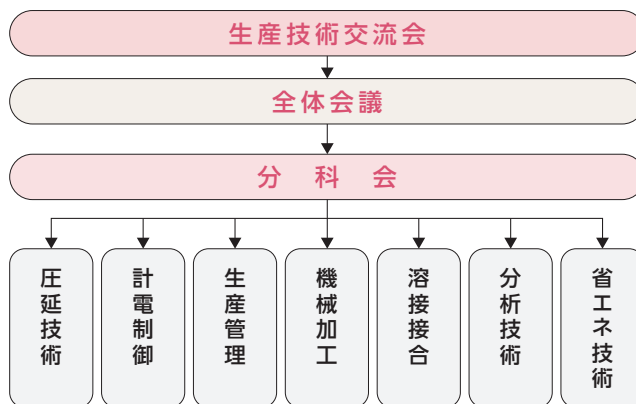 生産技術交流会
全体会議
分科会
圧延技術
計電制御
生産管理
機械加工
溶接接合
分析技術
省エネ技術